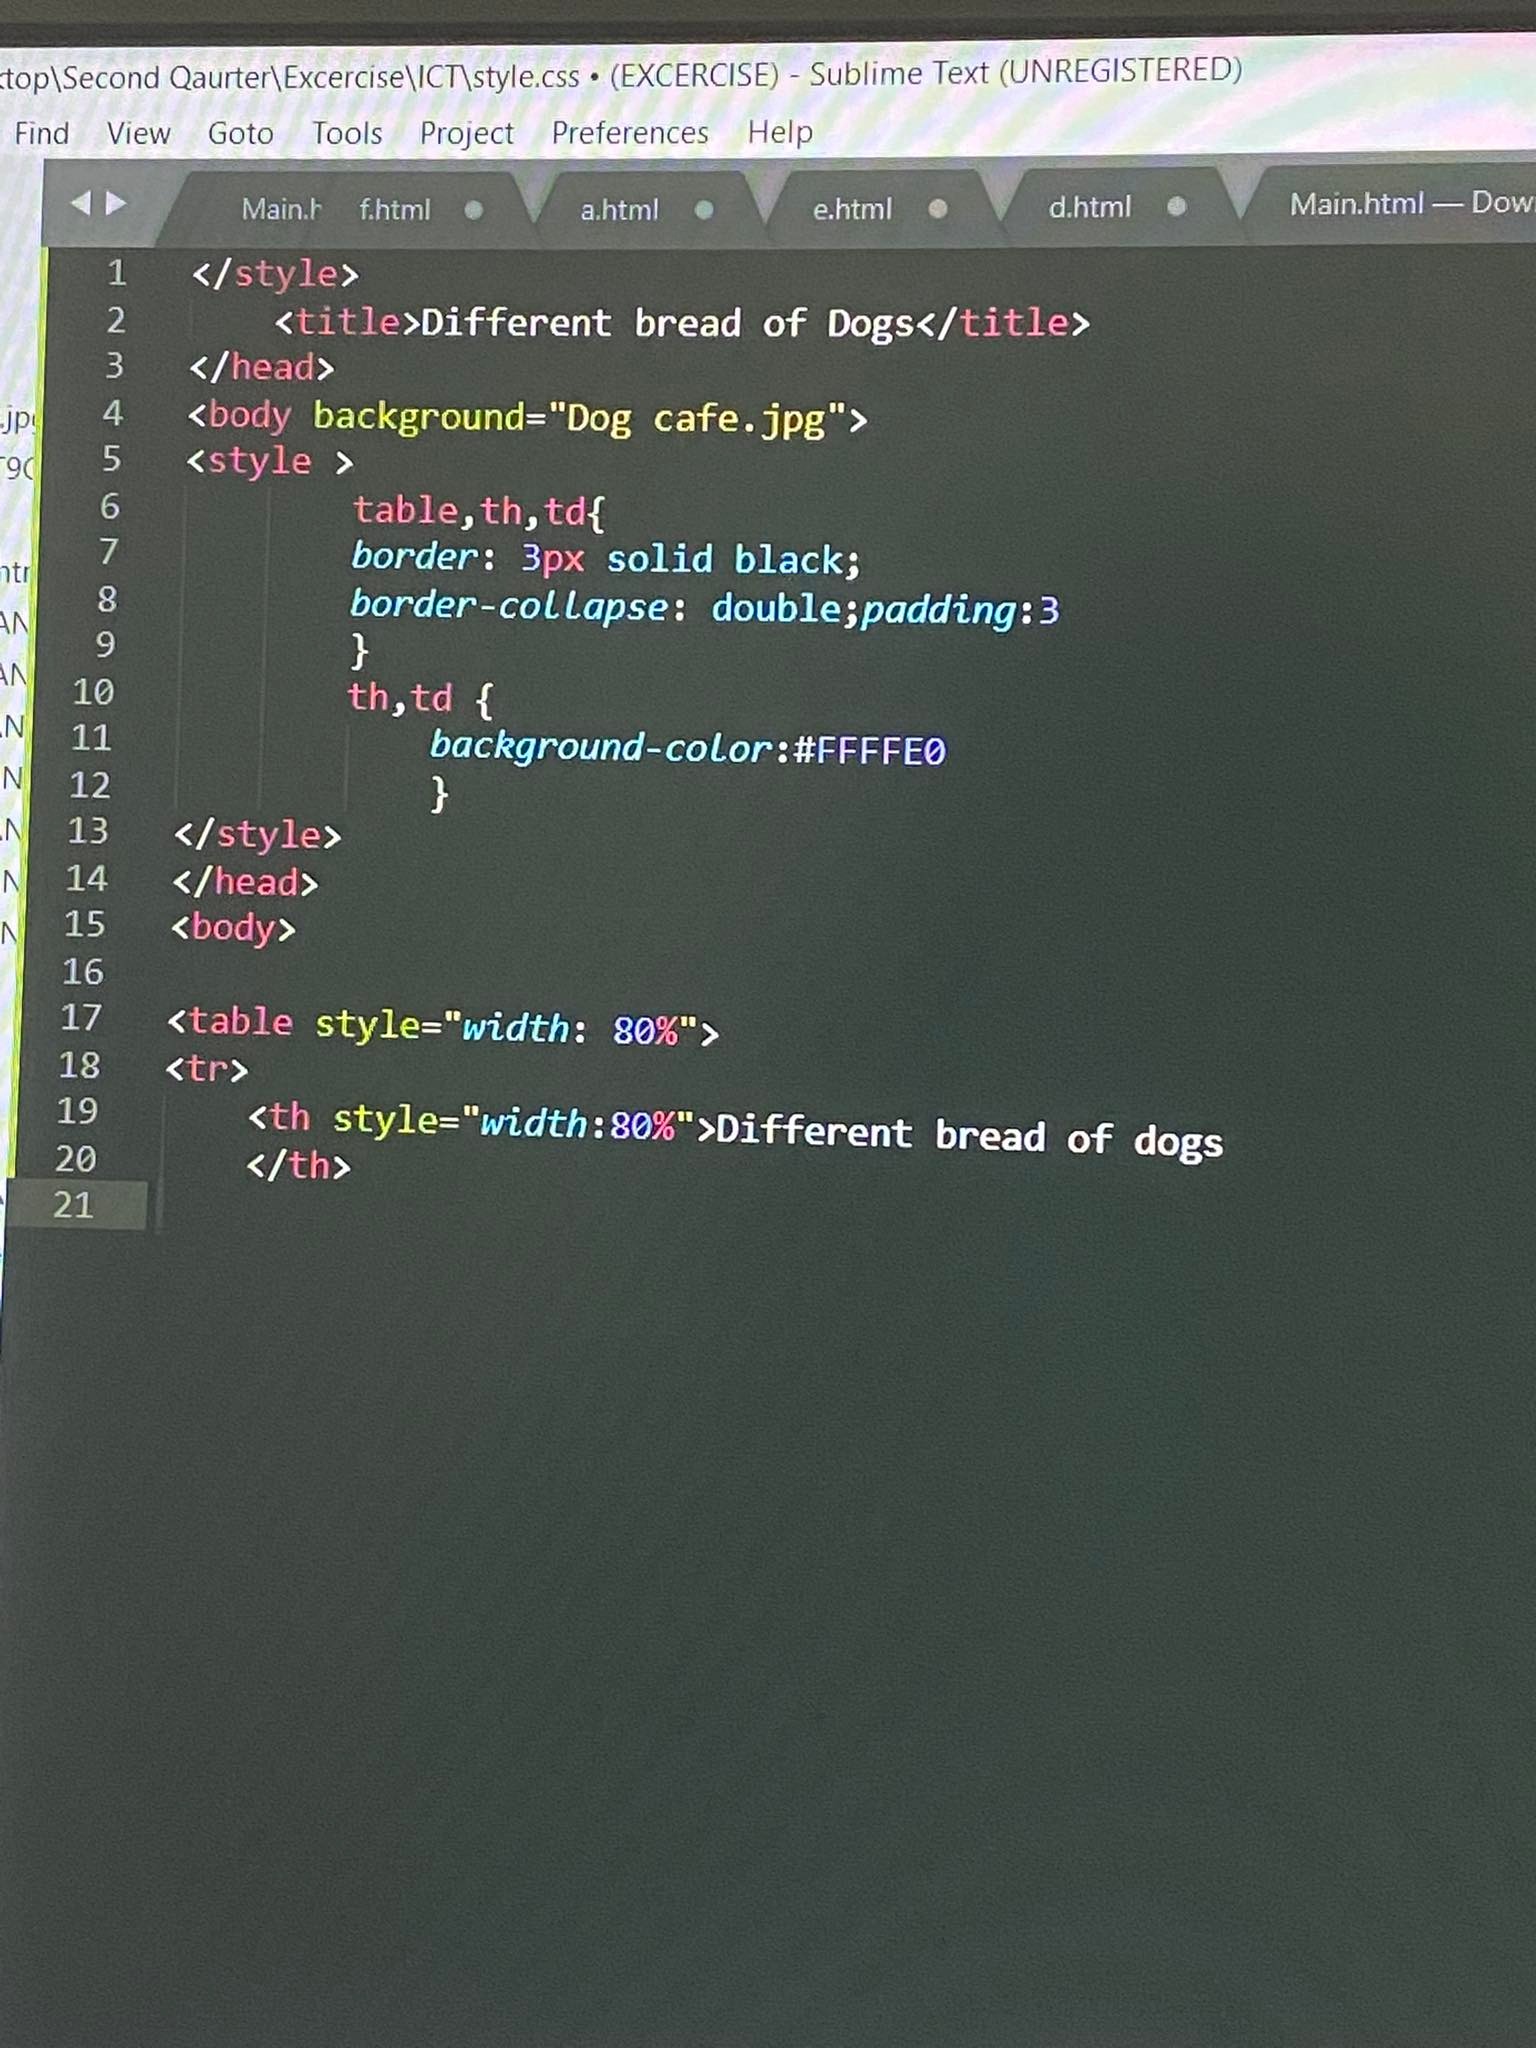 top\Second Qaurter\Excercise\ICT\style.css • (EXCERCISE) - Sublime Text (UNREGISTERED)
Find View Goto Tools Project Preferences Help
Main.h f.html a.html e.html d.html Main.html — Dow
1 </style>
2 <title>Different bread of Dogs</title>
3 </head>
4 <body background="Dog cafe.jpg">
5 <style >
6 table,th,td{
7 border: 3px solid black;
8 border-collapse: double;padding:3
9 }
10 th,td {
11 background-color:#FFFFE0
12 }
13 </style>
14 </head>
15 <body>
16
17 <table style="width: 80%">
18 <tr>
19 <th style="width:80%">Different bread of dogs
20 </th>
21